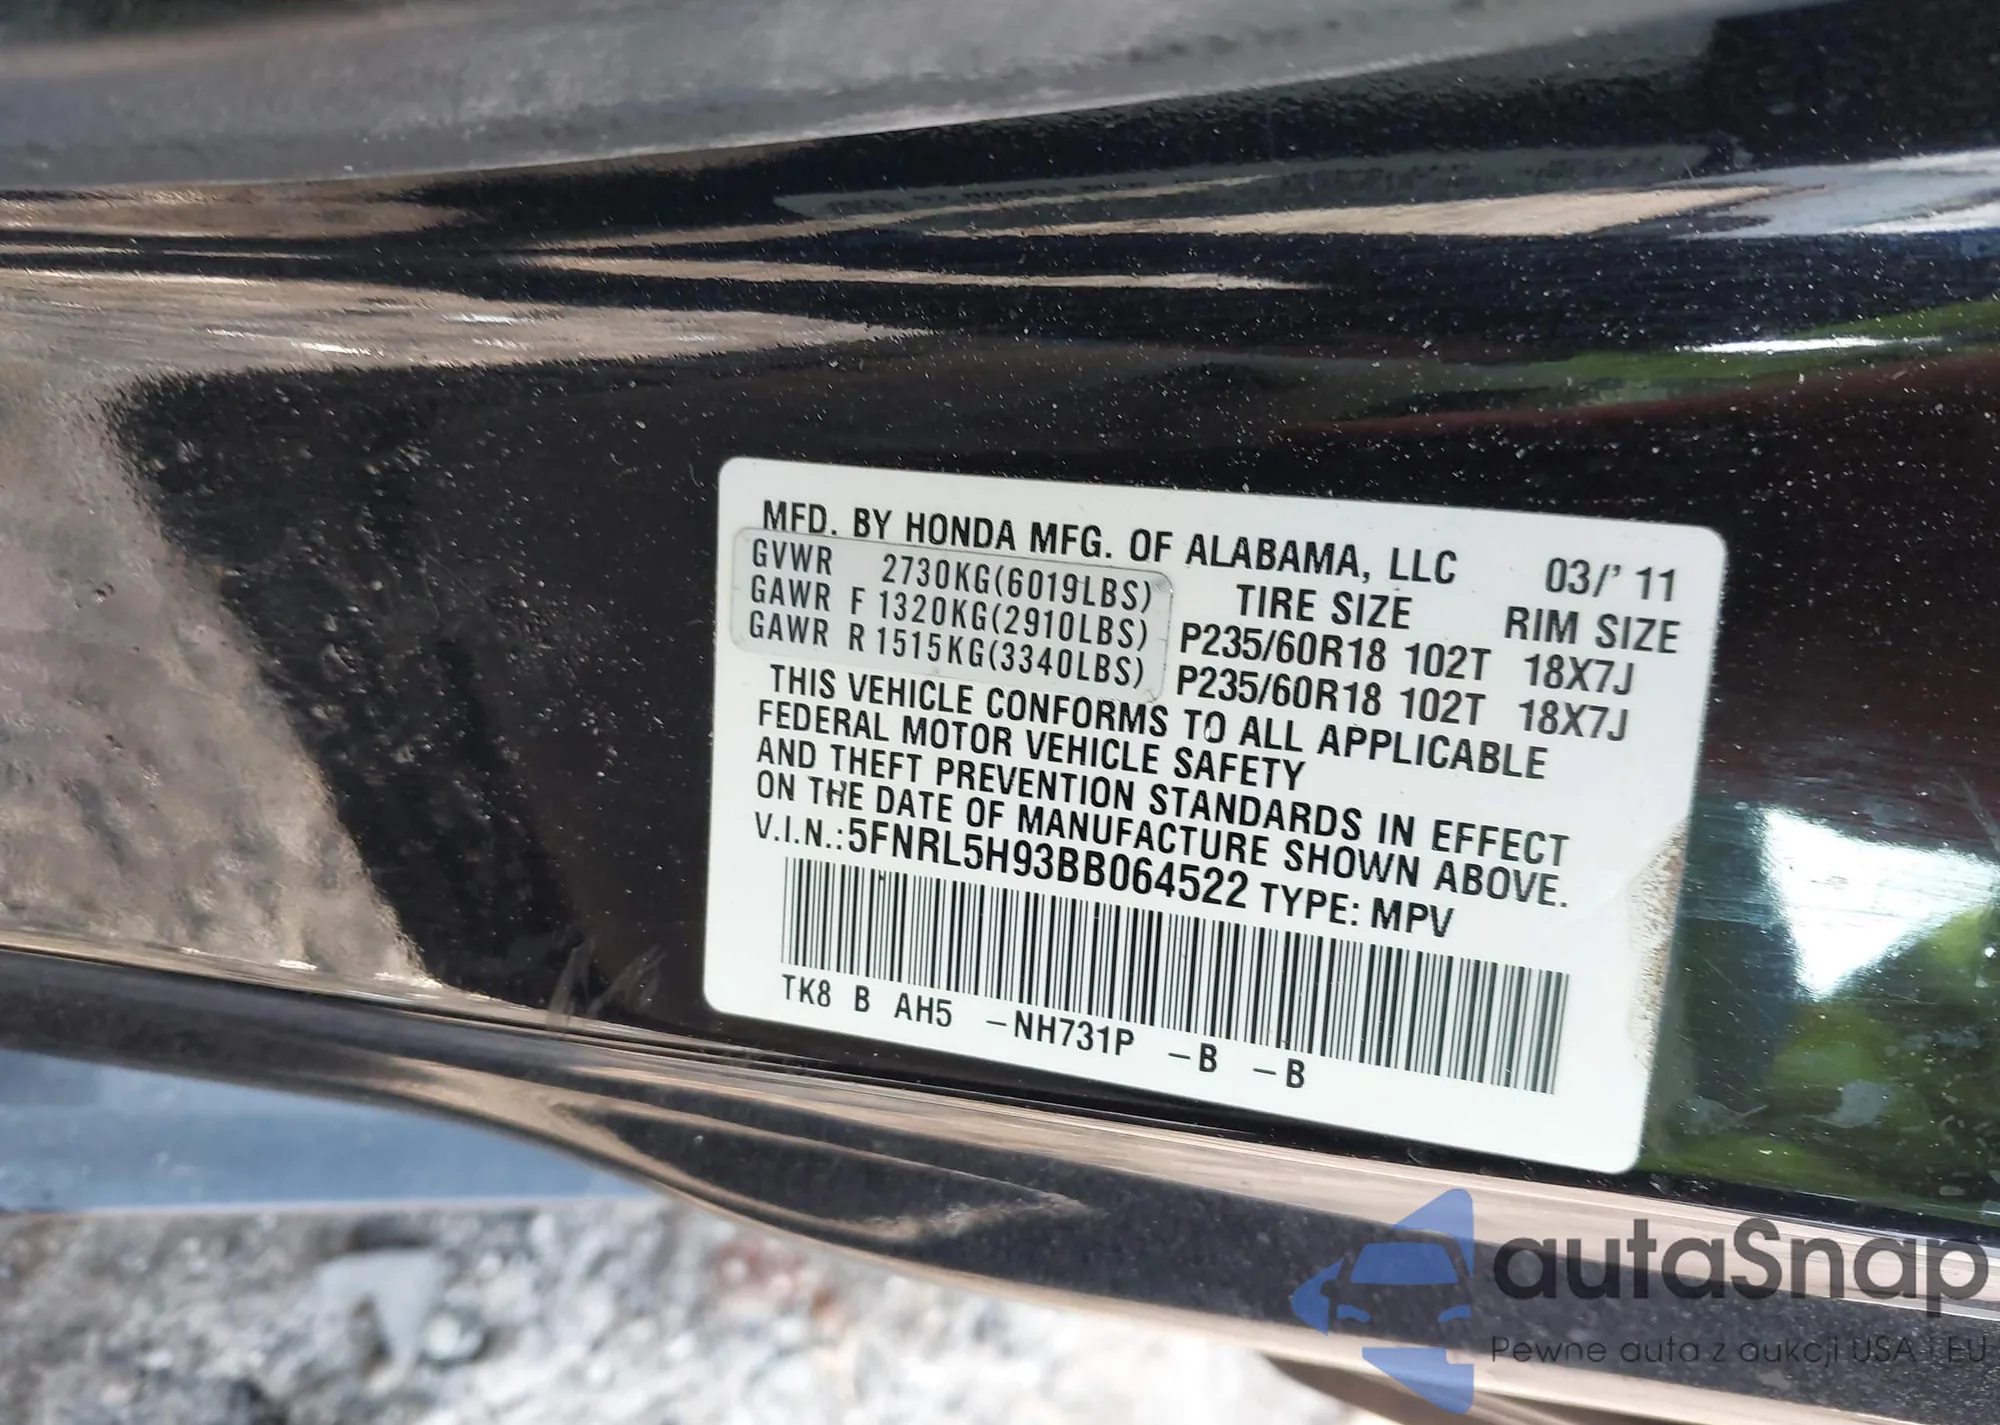 MFD. BY HONDA MFG. OF ALABAMA, LLC 03/' 11
GVWR 2730KG(6019LBS) TIRE SIZE RIM SIZE
GAWR F 1320KG(2910LBS) P235/60R18 102T 18X7J
GAWR R 1515KG(3340LBS) P235/60R18 102T 18X7J
THIS VEHICLE CONFORMS TO ALL APPLICABLE
FEDERAL MOTOR VEHICLE SAFETY
AND THEFT PREVENTION STANDARDS IN EFFECT
ON THE DATE OF MANUFACTURE SHOWN ABOVE.
V.I.N.:5FNRL5H93BB064522 TYPE: MPV
TK8 B AH5 -NH731P -B -B
autaSnap
Pewne auta z aukcji USA i EU